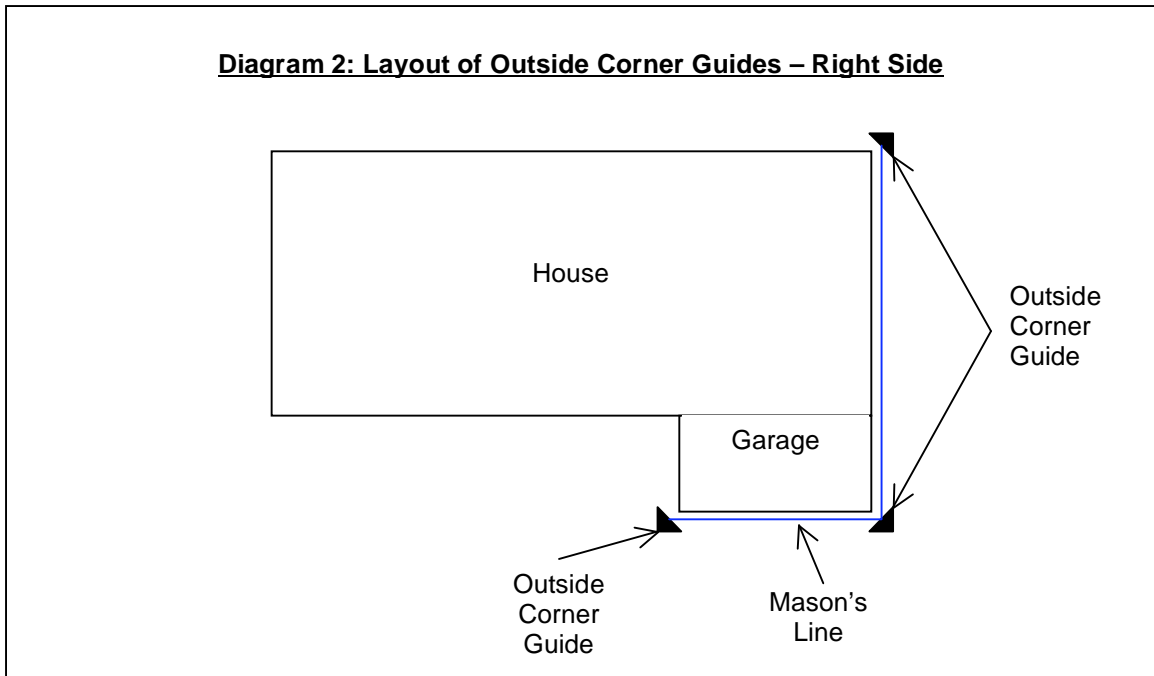 Diagram 2: Layout of Outside Corner Guides – Right Side
House
Outside
Corner
Guide
Garage
Outside
Corner
Guide
Mason's
Line